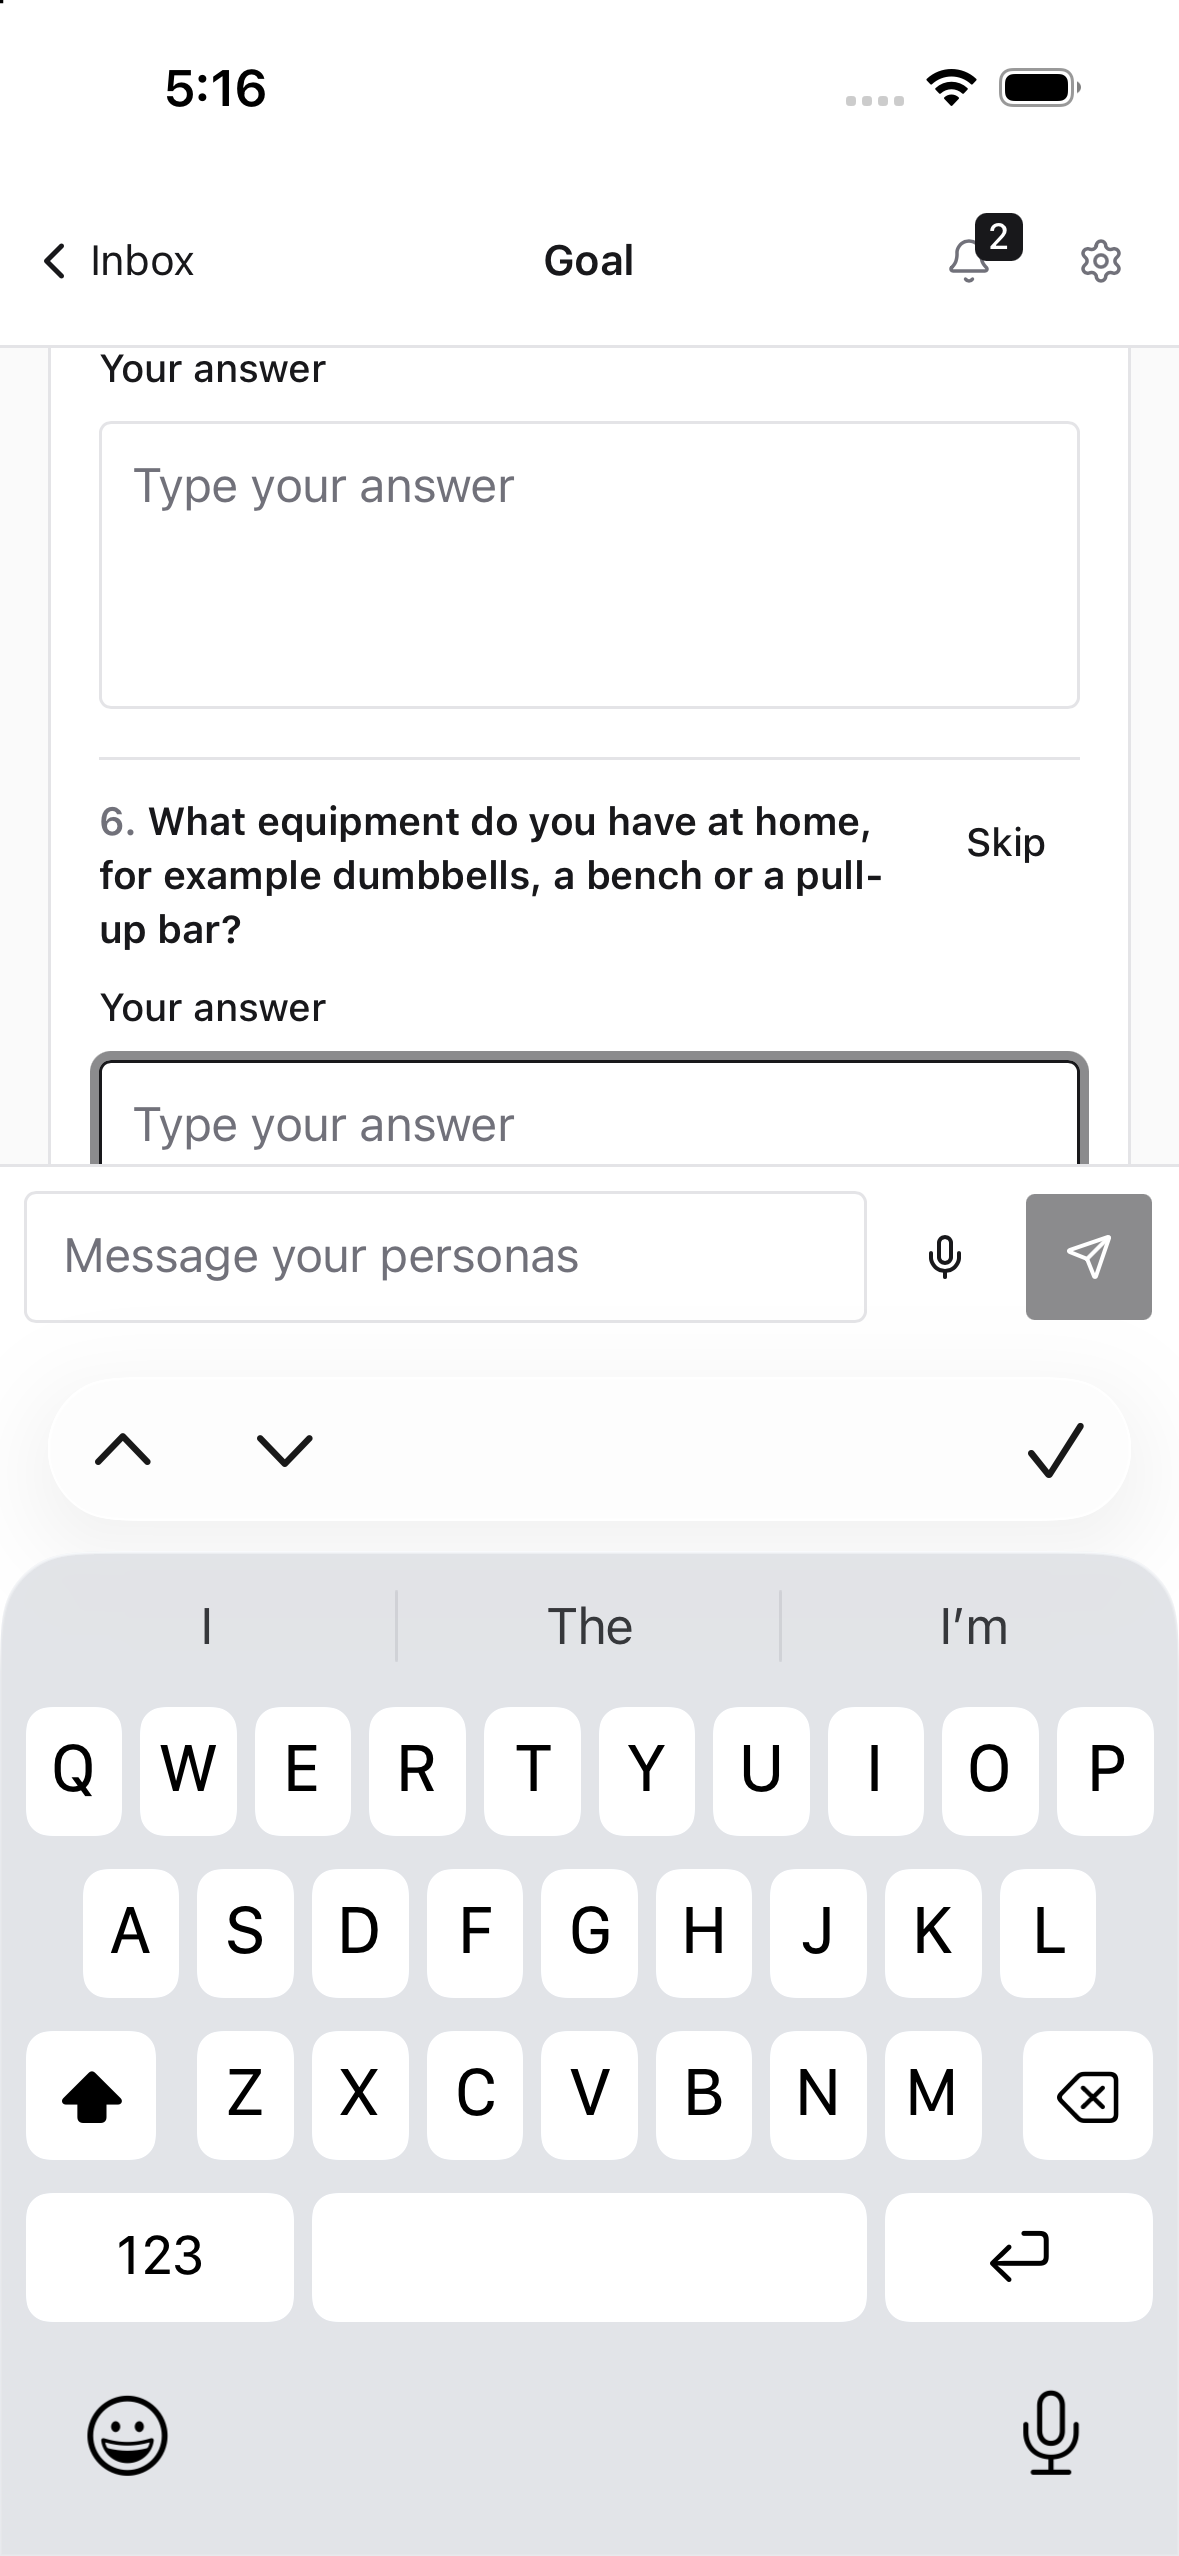 5:16
Inbox
Goal
2
Your answer
Type your answer
6. What equipment do you have at home,
for example dumbbells, a bench or a pull-
up bar?
Skip
Your answer
Type your answer
Message your personas
I
The
I’m
Q W E R T Y U I O P
A S D F G H J K L
Z X C V B N M
123